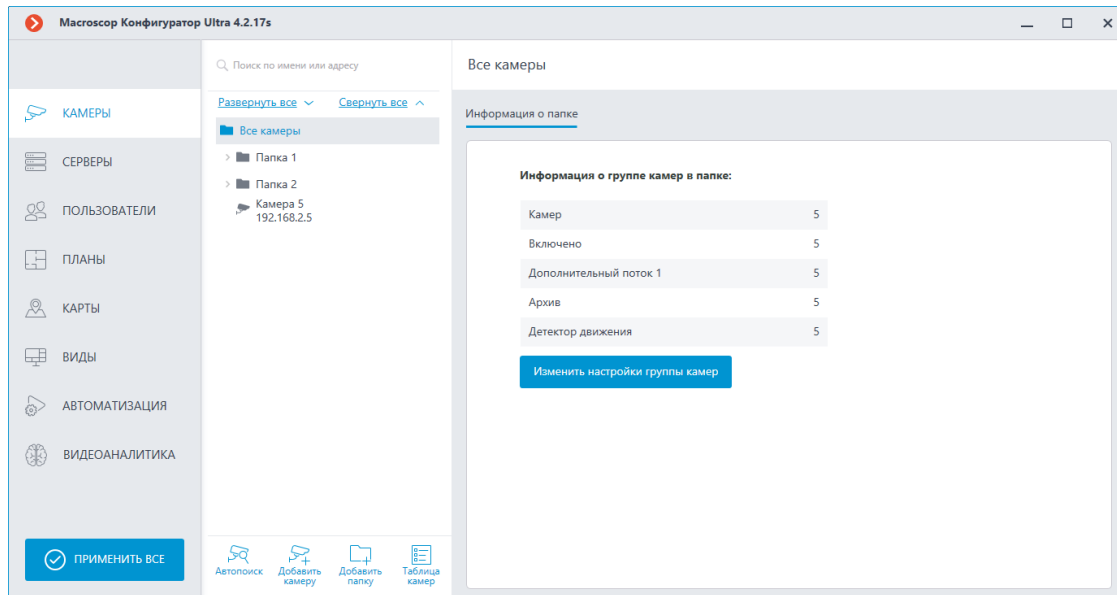 Macroscop Конфигуратор Ultra 4.2.17s
КАМЕРЫ
СЕРВЕРЫ
ПОЛЬЗОВАТЕЛИ
ПЛАНЫ
КАРТЫ
ВИДЫ
АВТОМАТИЗАЦИЯ
ВИДЕОАНАЛИТИКА
ПРИМЕНИТЬ ВСЕ
Поиск по имени или адресу
Развернуть все Свернуть все
Все камеры
Папка 1
Папка 2
Камера 5
192.168.2.5
Автопоиск
Добавить
камеру
Добавить
папку
Таблица
камер
Все камеры
Информация о папке
Информация о группе камер в папке:
Камер 5
Включено 5
Дополнительный поток 1 5
Архив 5
Детектор движения 5
Изменить настройки группы камер